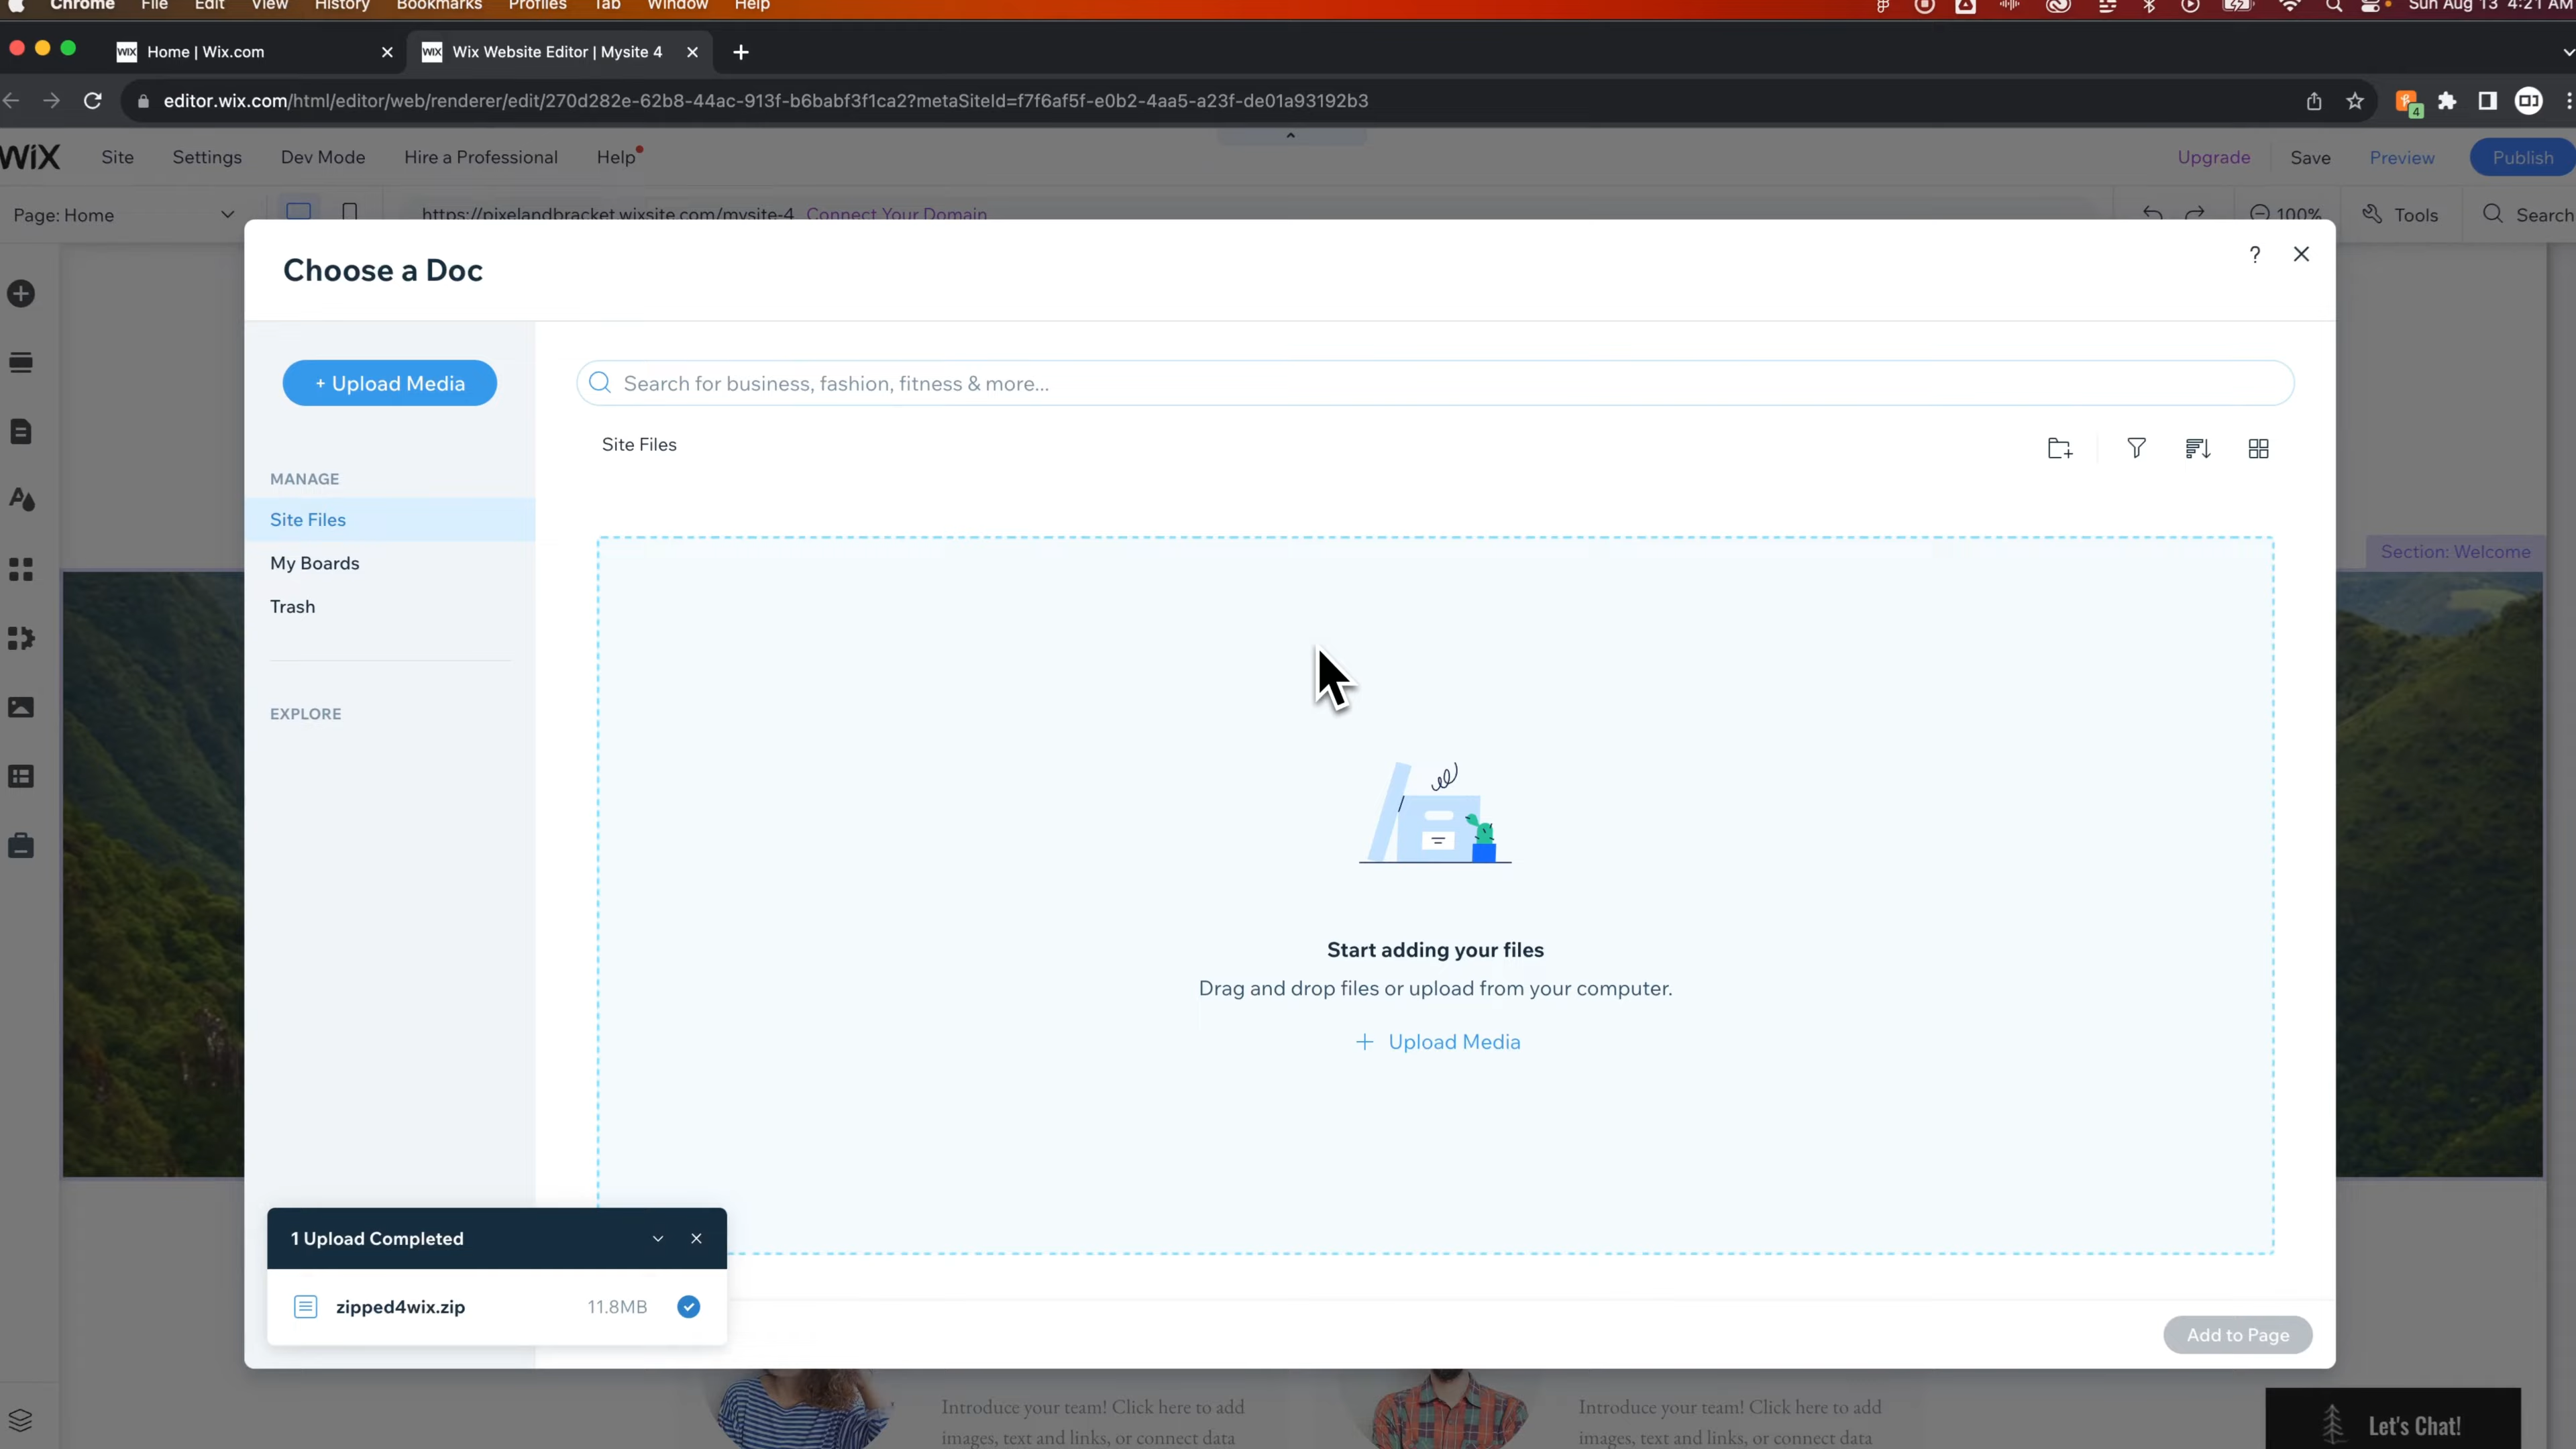 Chrome File Edit View History Bookmarks Profiles Tab Window Help Sun Aug 13 4:21 AM
WiX Home | Wix.com WiX Wix Website Editor | Mysite 4
editor.wix.com/html/editor/web/renderer/edit/270d282e-62b8-44ac-913f-b6babf3f1ca2?metaSiteId=f7f6af5f-e0b2-4aa5-a23f-de01a93192b3 4
WiX Site Settings Dev Mode Hire a Professional Help Upgrade Save Preview Publish
Page: Home https://pixelandbracket.wixsite.com/mysite-4 Connect Your Domain 100% Tools Search
Choose a Doc ?
+ Upload Media
Search for business, fashion, fitness & more...
Site Files
MANAGE
Site Files
My Boards
Trash
EXPLORE
Section: Welcome
Start adding your files
Drag and drop files or upload from your computer.
+ Upload Media
1 Upload Completed
zipped4wix.zip 11.8MB
Add to Page
Introduce your team! Click here to add
images, text and links, or connect data
Introduce your team! Click here to add
images, text and links, or connect data
Let's Chat!